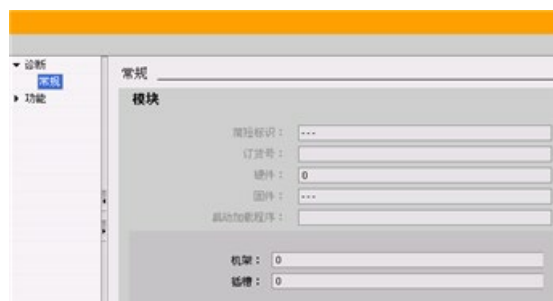 诊断
常规
功能
常规
模块
简短标识： ---
订货号：
硬件： 0
固件： ---
启动加载程序：
机架： 0
插槽： 0